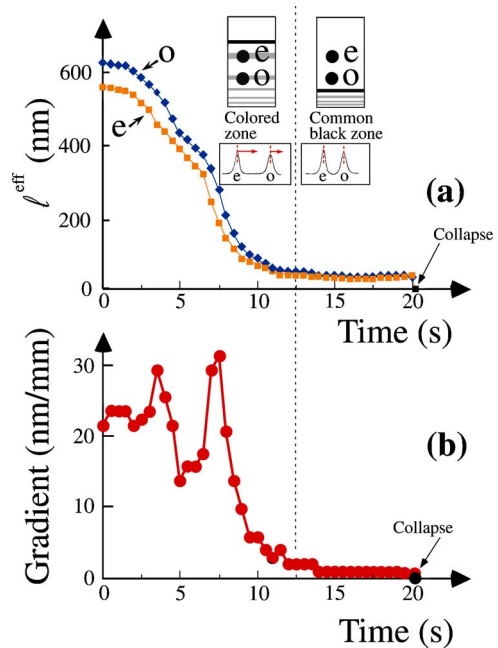 (a)
ℓ^eff (nm)
600
400
200
0
0
5
10
15
20
Time (s)
o
e
e
o
Colored
zone
e
o
e
o
Common
black zone
e
o
Collapse
(b)
Gradient (nm/mm)
30
20
10
0
0
5
10
15
20
Time (s)
Collapse